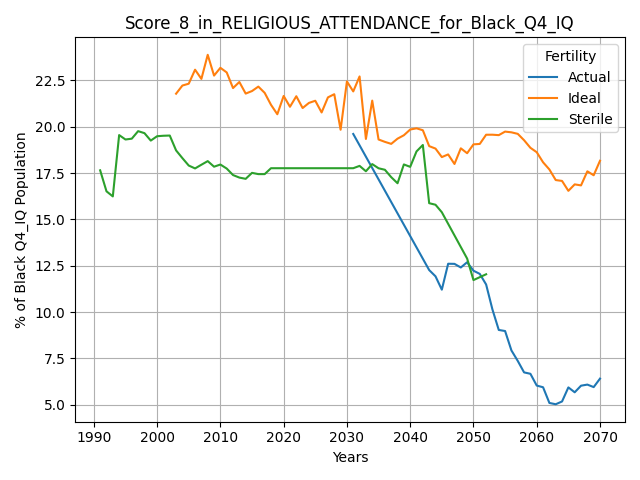 Score_8_in_RELIGIOUS_ATTENDANCE_for_Black_Q4_IQ
Fertility
Actual
Ideal
Sterile
% of Black Q4_IQ Population
22.5
20.0
17.5
15.0
12.5
10.0
7.5
5.0
1990 2000 2010 2020 2030 2040 2050 2060 2070
Years